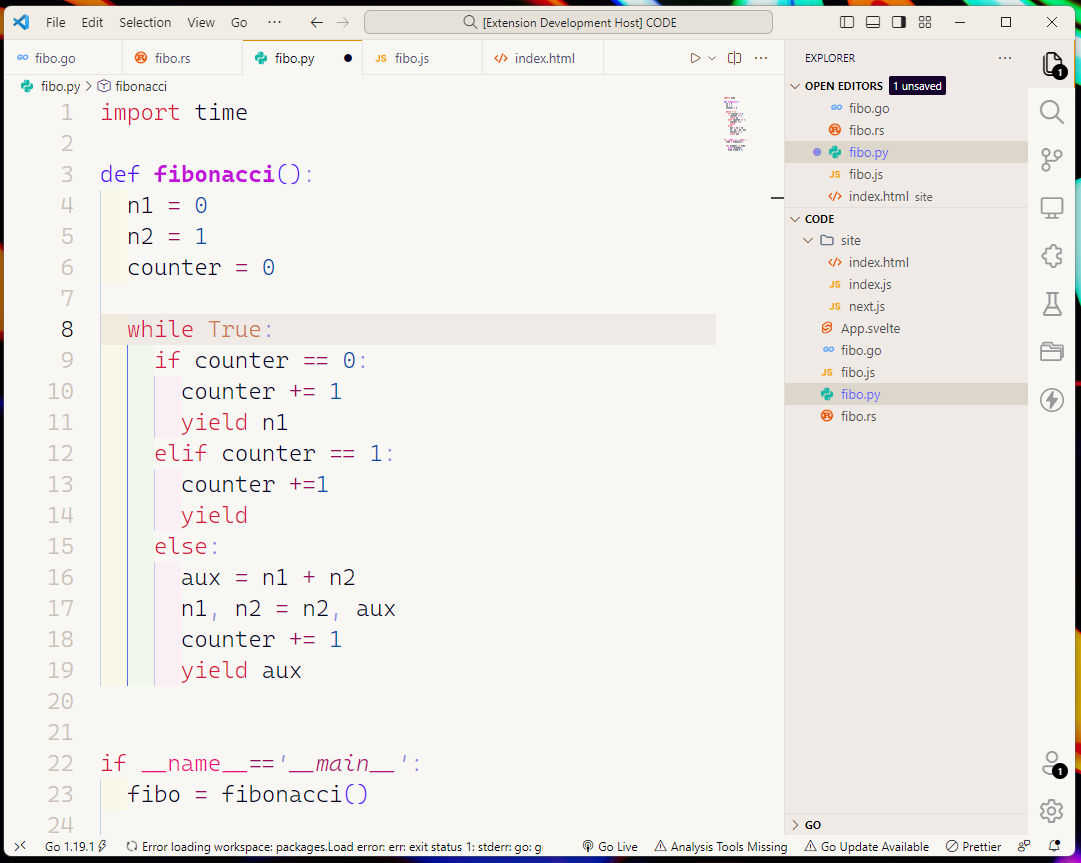 File Edit Selection View Go ··· [Extension Development Host] CODE
fibo.go fibo.rs fibo.py JS fibo.js index.html
fibo.py > fibonacci
1 import time
2
3 def fibonacci():
4 n1 = 0
5 n2 = 1
6 counter = 0
7
8 while True:
9 if counter == 0:
10 counter += 1
11 yield n1
12 elif counter == 1:
13 counter +=1
14 yield
15 else:
16 aux = n1 + n2
17 n1, n2 = n2, aux
18 counter += 1
19 yield aux
20
21
22 if __name__=='__main__':
23 fibo = fibonacci()
24
EXPLORER ···
OPEN EDITORS 1 unsaved
fibo.go
fibo.rs
fibo.py
JS fibo.js
index.html site
CODE
site
index.html
JS index.js
JS next.js
App.svelte
fibo.go
JS fibo.js
fibo.py
fibo.rs
GO
1
1
Go 1.19.1 Error loading workspace: packages.Load error: err: exit status 1: stderr: go: g Go Live Analysis Tools Missing Go Update Available Prettier